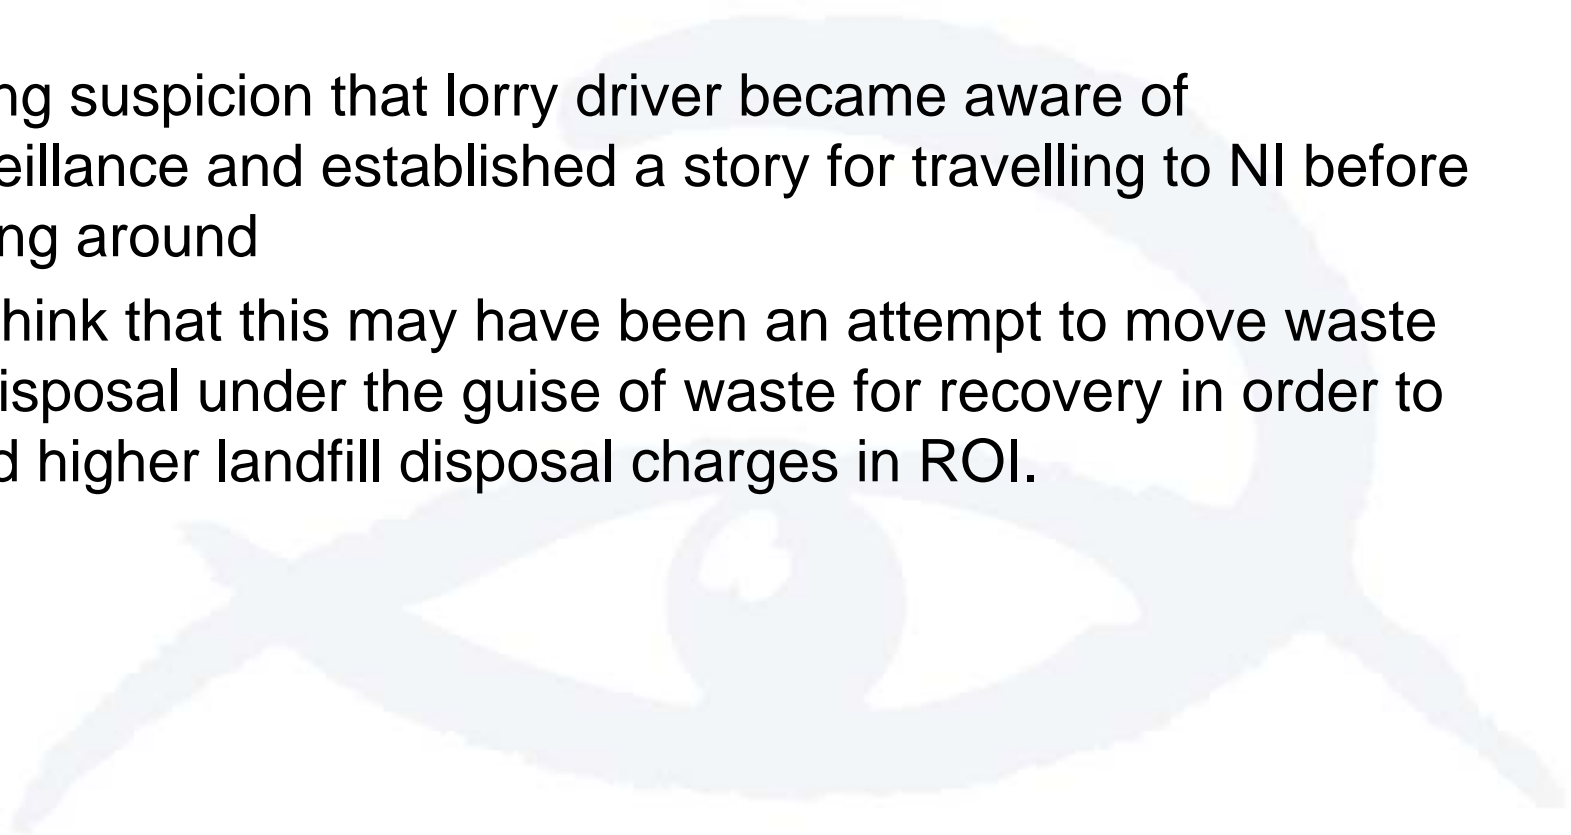 ng suspicion that lorry driver became aware of
eillance and established a story for travelling to NI before
ng around
hink that this may have been an attempt to move waste
isposal under the guise of waste for recovery in order to
d higher landfill disposal charges in ROI.